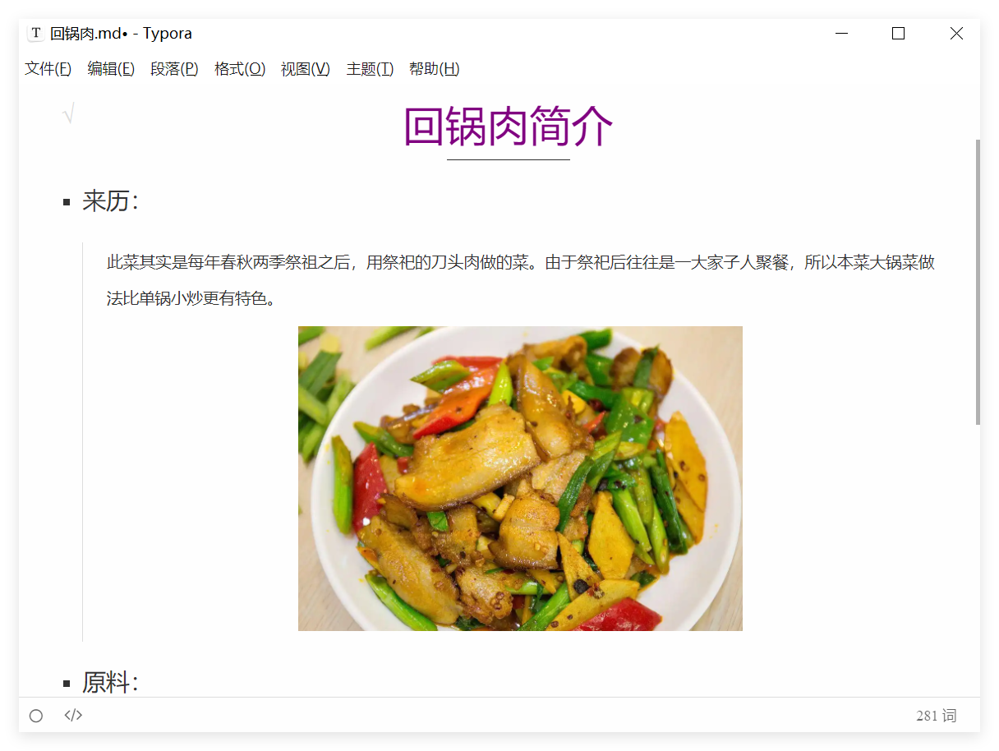 T 回锅肉.md• - Typora
文件(F) 编辑(E) 段落(P) 格式(O) 视图(V) 主题(T) 帮助(H)
√
回锅肉简介
来历：
此菜其实是每年春秋两季祭祖之后，用祭祀的刀头肉做的菜。由于祭祀后往往是一大家子人聚餐，所以本菜大锅菜做
法比单锅小炒更有特色。
原料：
</> 281 词